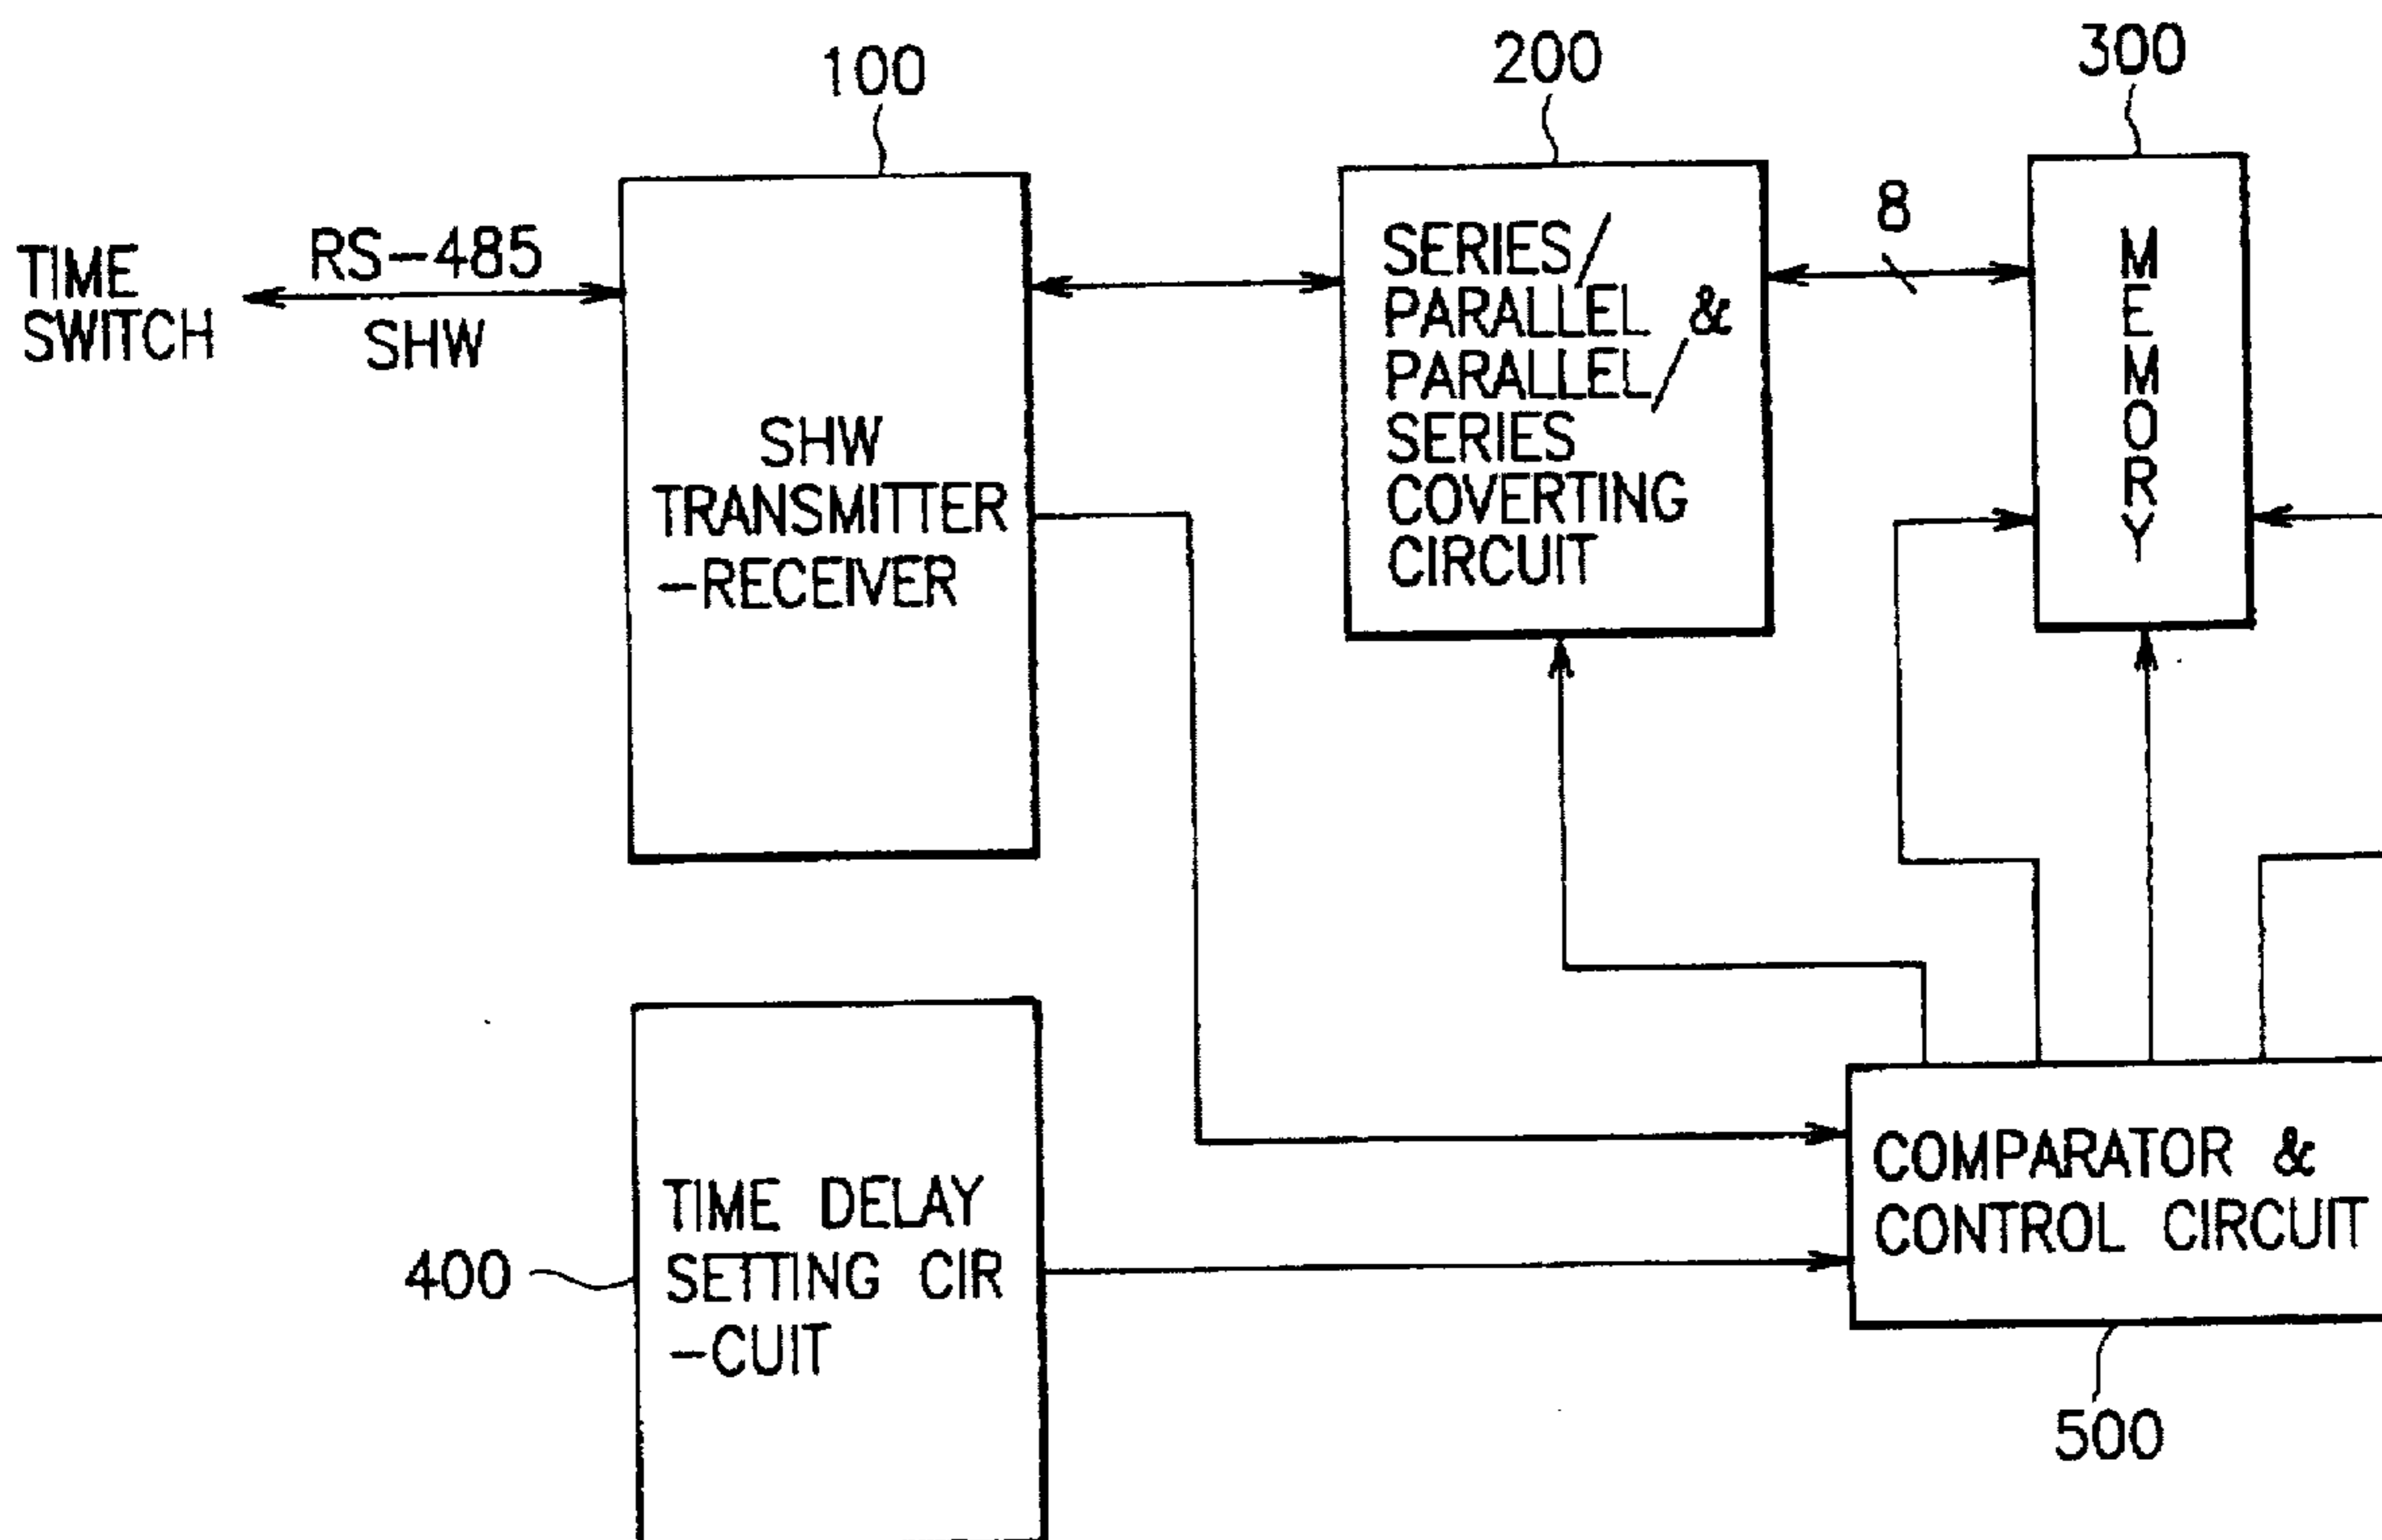 100
200
300
TIME
SWITCH
RS-485
SHW
SHW
TRANSMITTER
-RECEIVER
SERIES/
PARALLEL &
PARALLEL/
SERIES
COVERTING
CIRCUIT
8
MEMORY
400
TIME DELAY
SETTING CIR
-CUIT
COMPARATOR &
CONTROL CIRCUIT
500